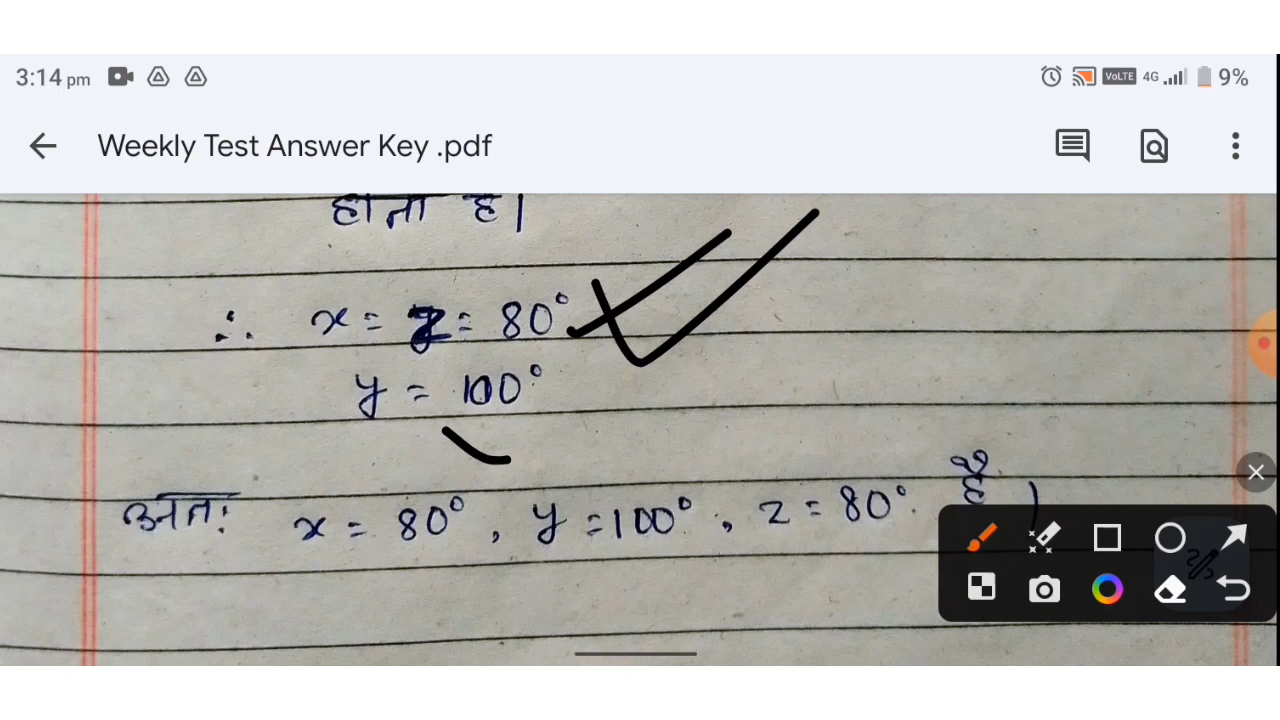 3:14 pm VoLTE 4G 9%
Weekly Test Answer Key .pdf
होता है।
∴ x = z = 80°
y = 100°
अतः x = 80°, y = 100°, z = 80° है।